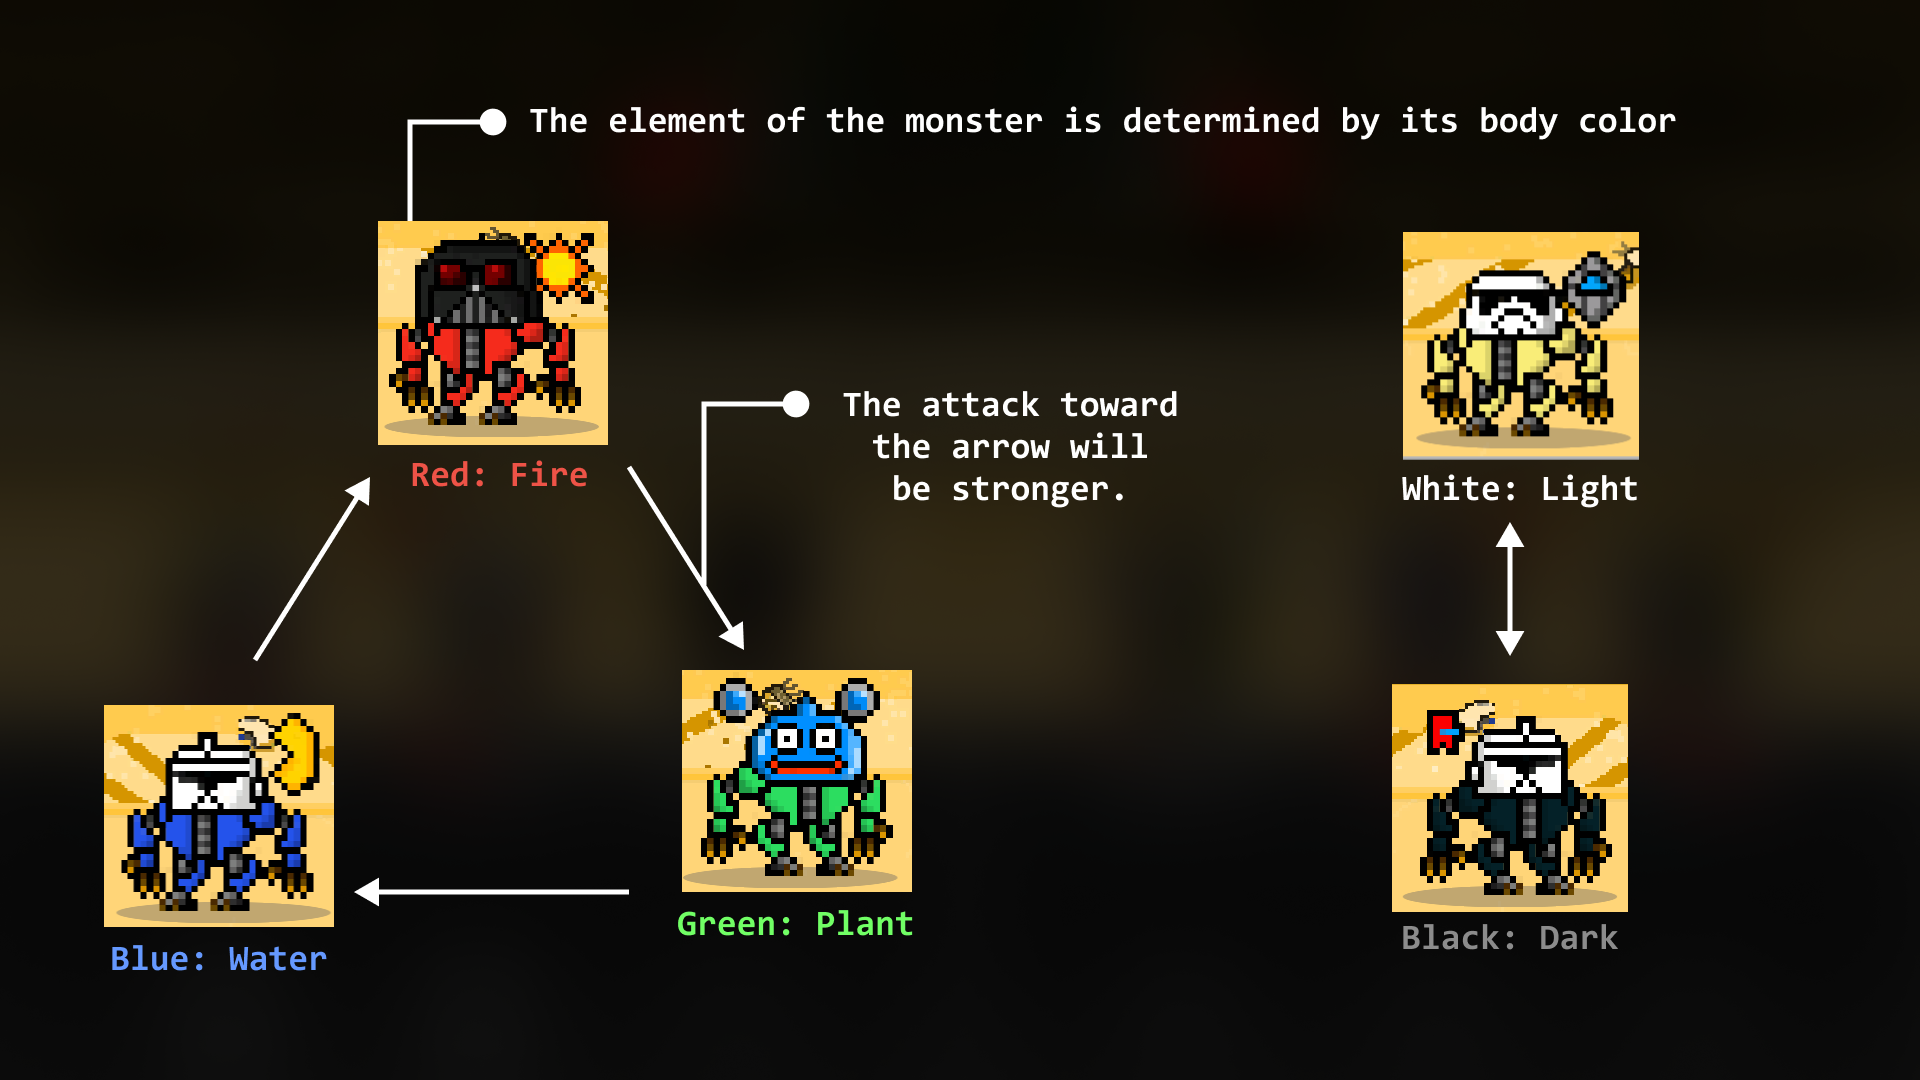 The element of the monster is determined by its body color
The attack toward
the arrow will
be stronger.
Red: Fire
White: Light
Green: Plant
Black: Dark
Blue: Water